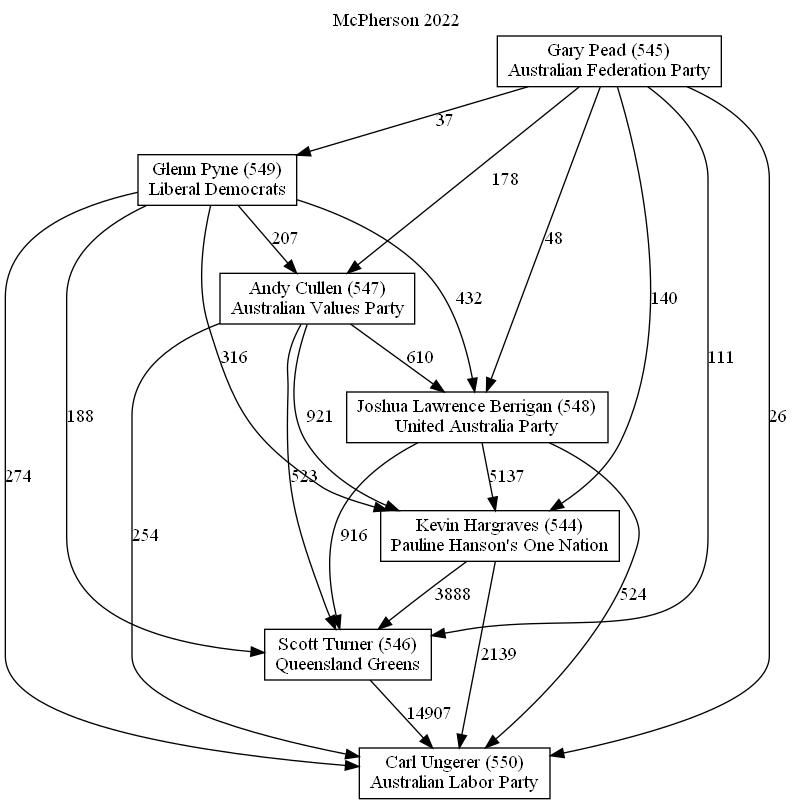 McPherson 2022
Gary Pead (545)
Australian Federation Party
37
Glenn Pyne (549)
Liberal Democrats
178
207
48
Andy Cullen (547)
Australian Values Party
432
140
316
610
111
Joshua Lawrence Berrigan (548)
United Australia Party
188
921
26
274
523
5137
Kevin Hargraves (544)
Pauline Hanson's One Nation
254
916
3888
524
Scott Turner (546)
Queensland Greens
2139
14907
Carl Ungerer (550)
Australian Labor Party